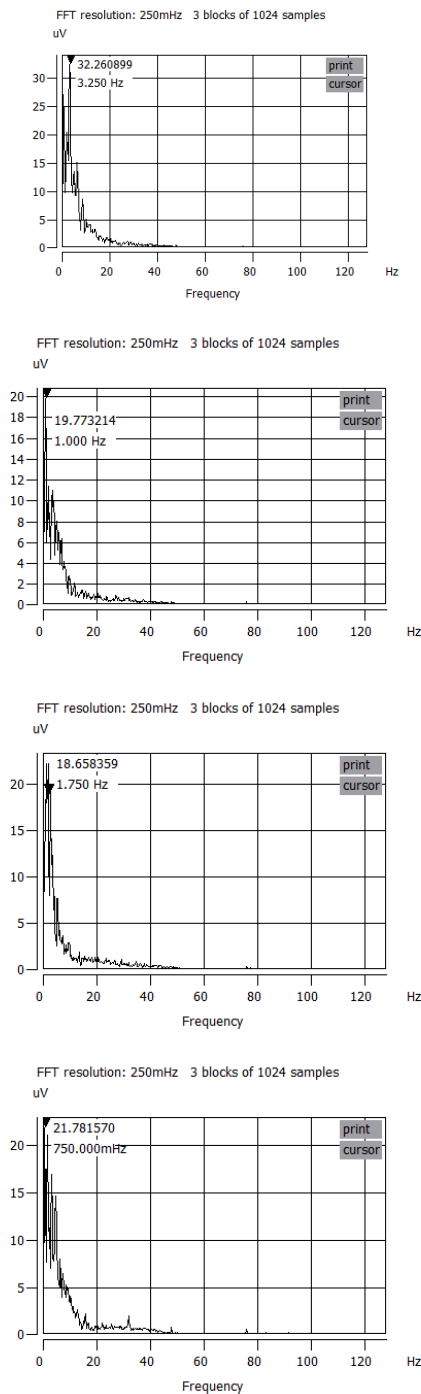 FFT resolution: 250mHz 3 blocks of 1024 samples
uV
32.260899 print
3.250 Hz cursor
30
25
20
15
10
5
0
0 20 40 60 80 100 120 Hz
Frequency
FFT resolution: 250mHz 3 blocks of 1024 samples
uV
20 print
19.773214 cursor
18
16 1.000 Hz
14
12
10
8
6
4
2
0
0 20 40 60 80 100 120 Hz
Frequency
FFT resolution: 250mHz 3 blocks of 1024 samples
uV
18.658359 print
20 1.750 Hz cursor
15
10
5
0
0 20 40 60 80 100 120 Hz
Frequency
FFT resolution: 250mHz 3 blocks of 1024 samples
uV
21.781570 print
20 750.000mHz cursor
15
10
5
0
0 20 40 60 80 100 120 Hz
Frequency